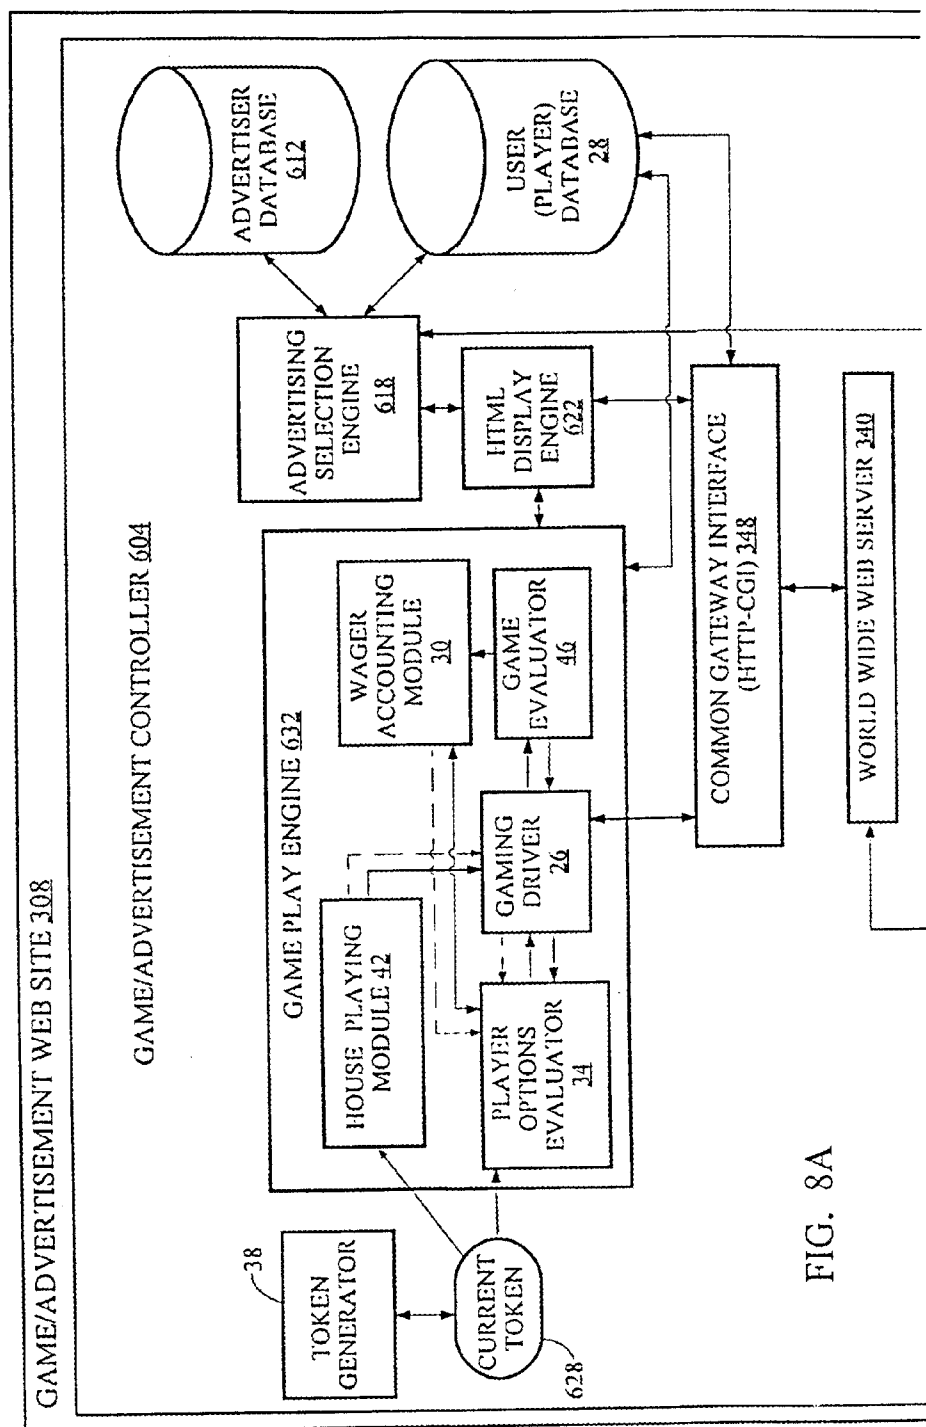 GAME/ADVERTISEMENT WEB SITE 308
GAME/ADVERTISEMENT CONTROLLER 604
TOKEN
GENERATOR
38
CURRENT
TOKEN
628
GAME PLAY ENGINE 632
HOUSE PLAYING
MODULE 42
WAGER
ACCOUNTING
MODULE
30
PLAYER
OPTIONS
EVALUATOR
34
GAMING
DRIVER
26
GAME
EVALUATOR
46
ADVERTISING
SELECTION
ENGINE
618
HTML
DISPLAY
ENGINE
622
ADVERTISER
DATABASE
612
USER
(PLAYER)
DATABASE
28
COMMON GATEWAY INTERFACE
(HTTP-CGI) 348
WORLD WIDE WEB SERVER 340
FIG. 8A